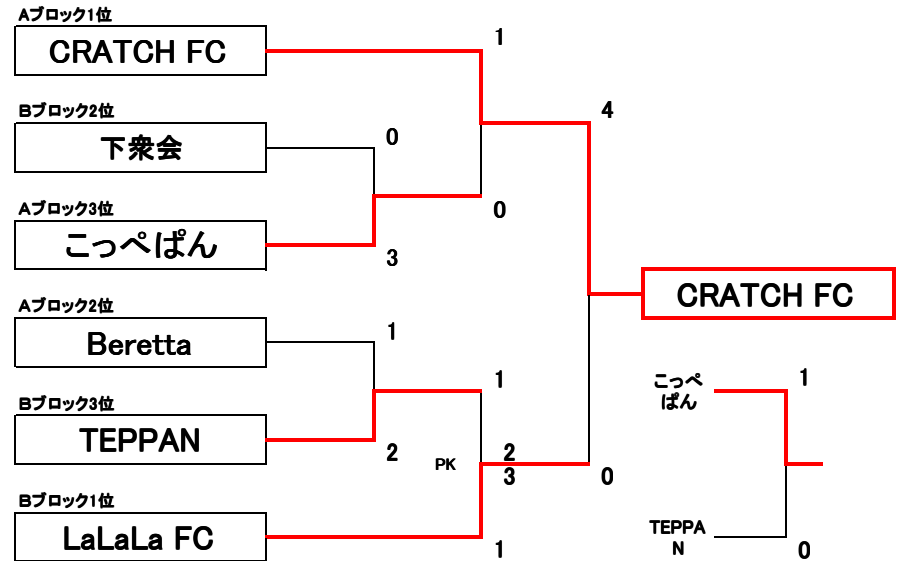 Aブロック1位
CRATCH FC
1
4
Bブロック2位
下衆会
0
0
Aブロック3位
こっぺぱん
3
CRATCH FC
Aブロック2位
Beretta
1
1
こっぺ
ぱん
1
Bブロック3位
TEPPAN
2
PK
2
3
0
Bブロック1位
LaLaLa FC
1
TEPPA
N
0